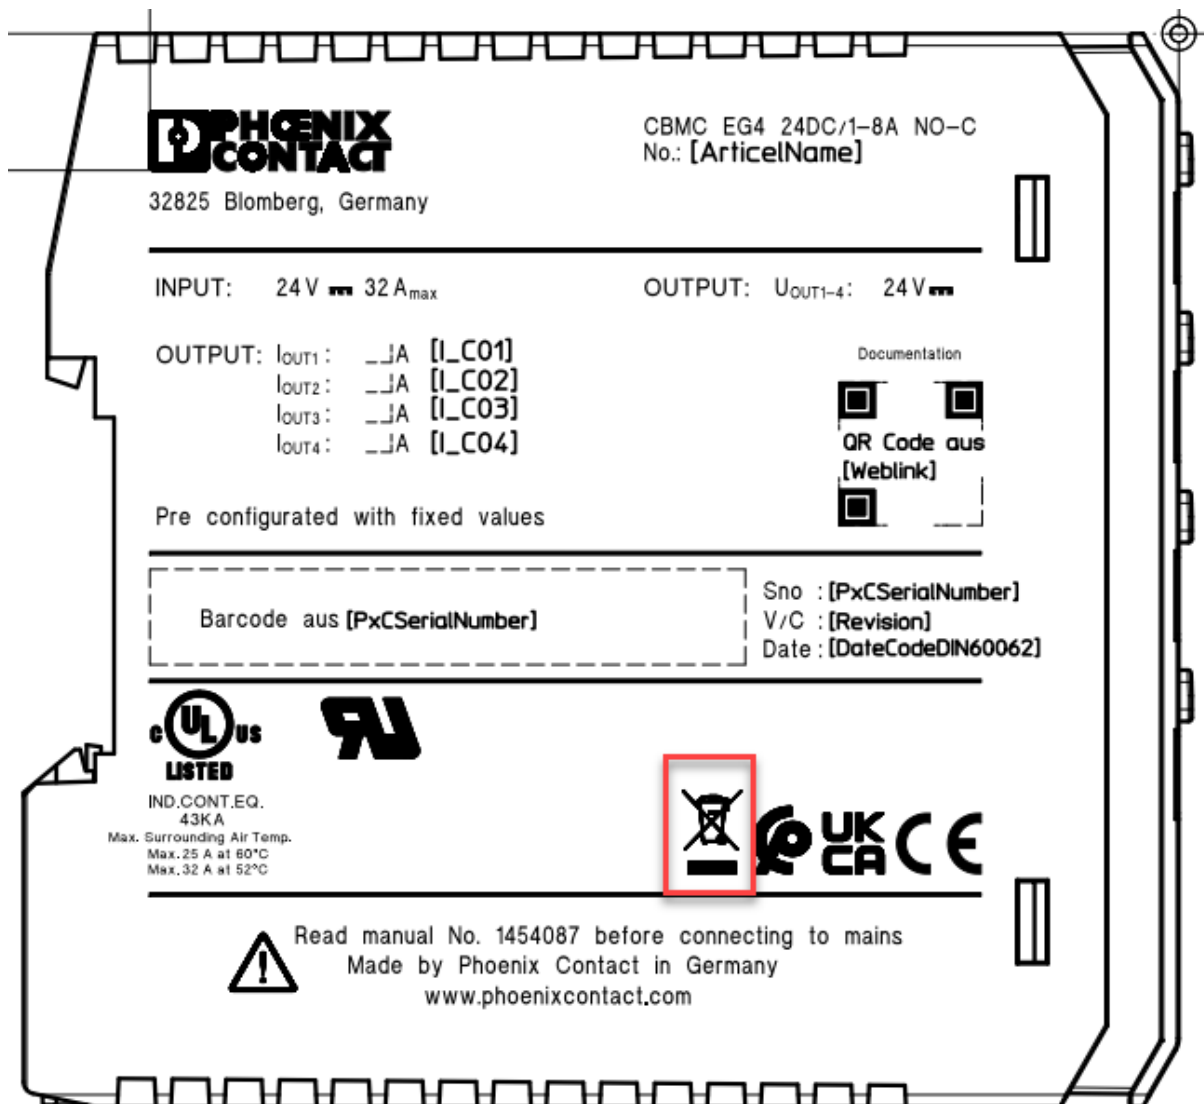 PHŒNIX
CONTACT
32825 Blomberg, Germany
CBMC EG4 24DC/1-8A NO-C
No.: [ArticelName]
INPUT: 24 V 32 Amax
OUTPUT: UOUT1-4: 24 V
OUTPUT: IOUT1: __A [I_C01]
IOUT2: __A [I_C02]
IOUT3: __A [I_C03]
IOUT4: __A [I_C04]
Documentation
QR Code aus
[Weblink]
Pre configurated with fixed values
Barcode aus [PxCSerialNumber]
Sno : [PxCSerialNumber]
V/C : [Revision]
Date : [DateCodeDIN60062]
C UL US
LISTED
IND.CONT.EQ.
43KA
Max. Surrounding Air Temp.
Max.25 A at 60°C
Max.32 A at 52°C
UK
CA
CE
Read manual No. 1454087 before connecting to mains
Made by Phoenix Contact in Germany
www.phoenixcontact.com